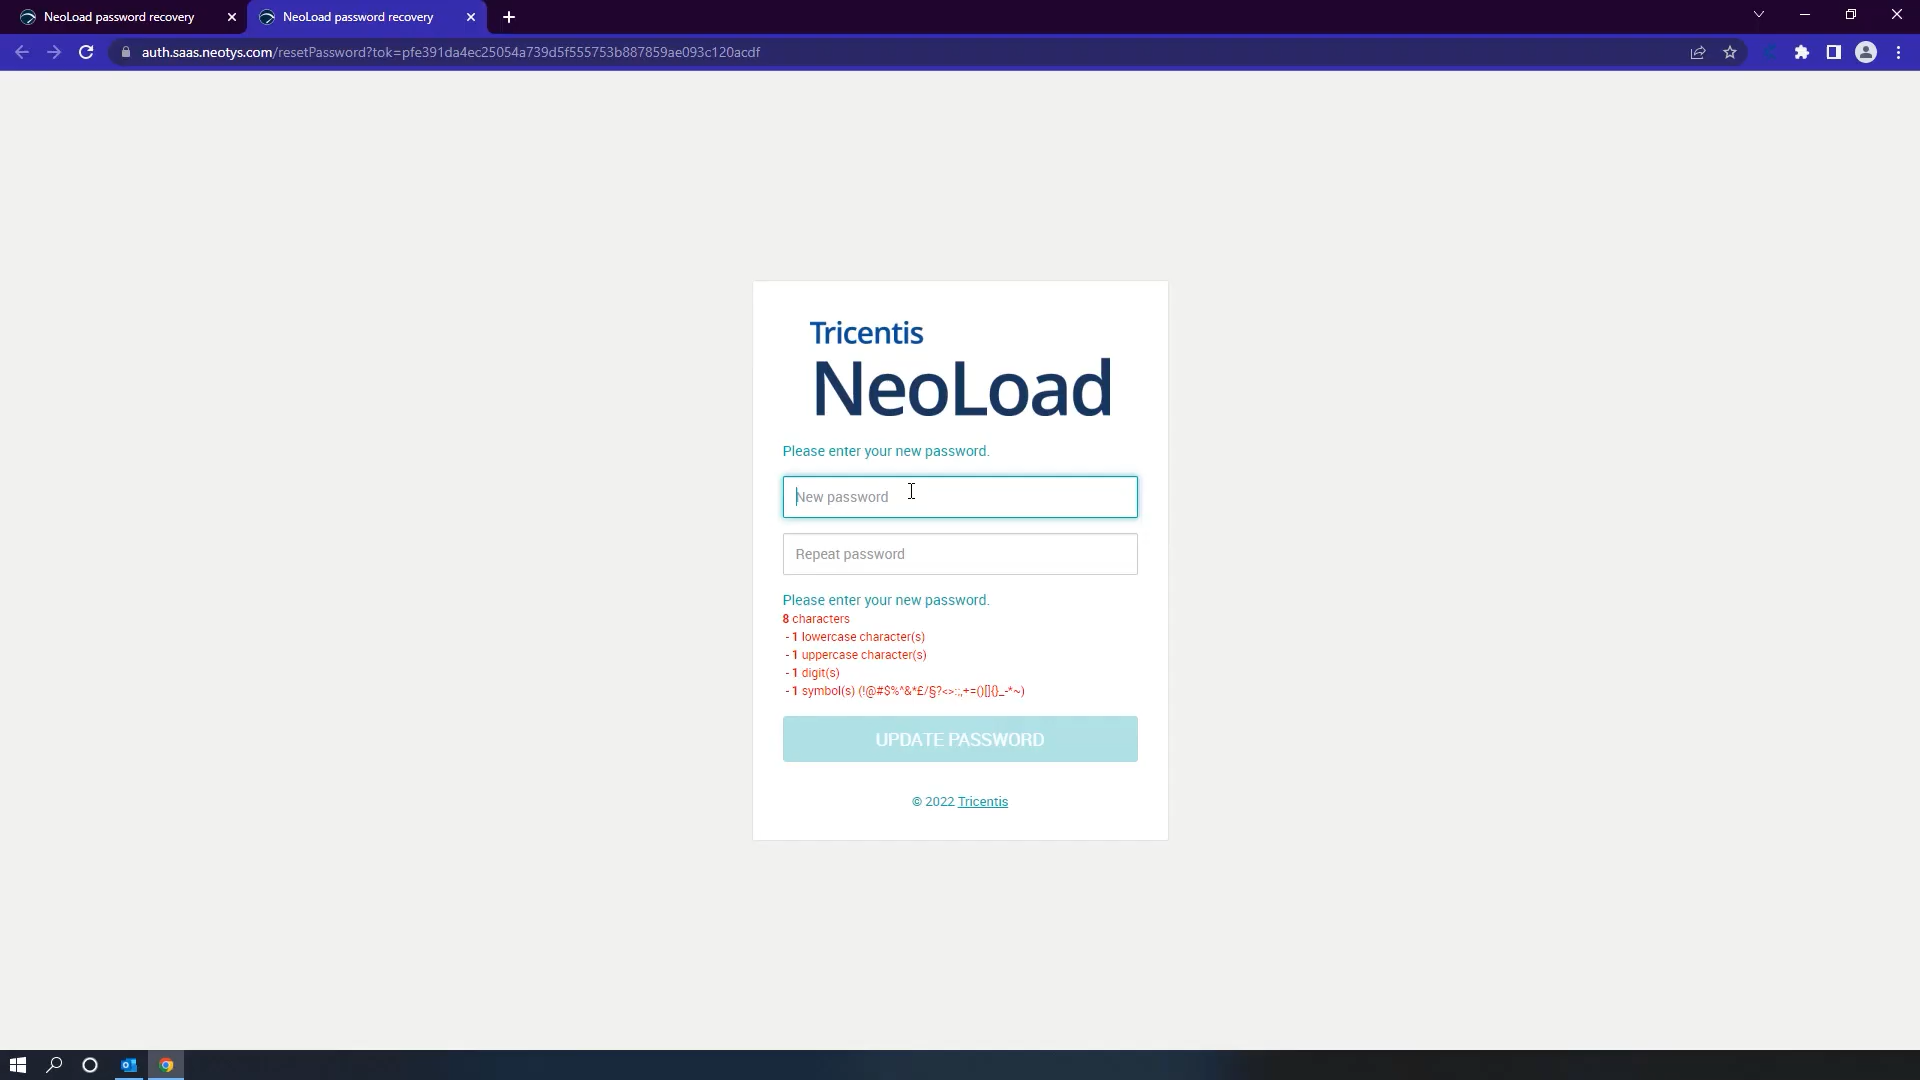 NeoLoad password recovery
NeoLoad password recovery
auth.saas.neotys.com/resetPassword?tok=pfe391da4ec25054a739d5f555753b887859ae093c120acdf
Tricentis
NeoLoad
Please enter your new password.
New password
Repeat password
Please enter your new password.
8 characters
- 1 lowercase character(s)
- 1 uppercase character(s)
- 1 digit(s)
- 1 symbol(s) (!@#$%^&*£/§?<>:;,+=()[]{}_-*~)
UPDATE PASSWORD
© 2022 Tricentis